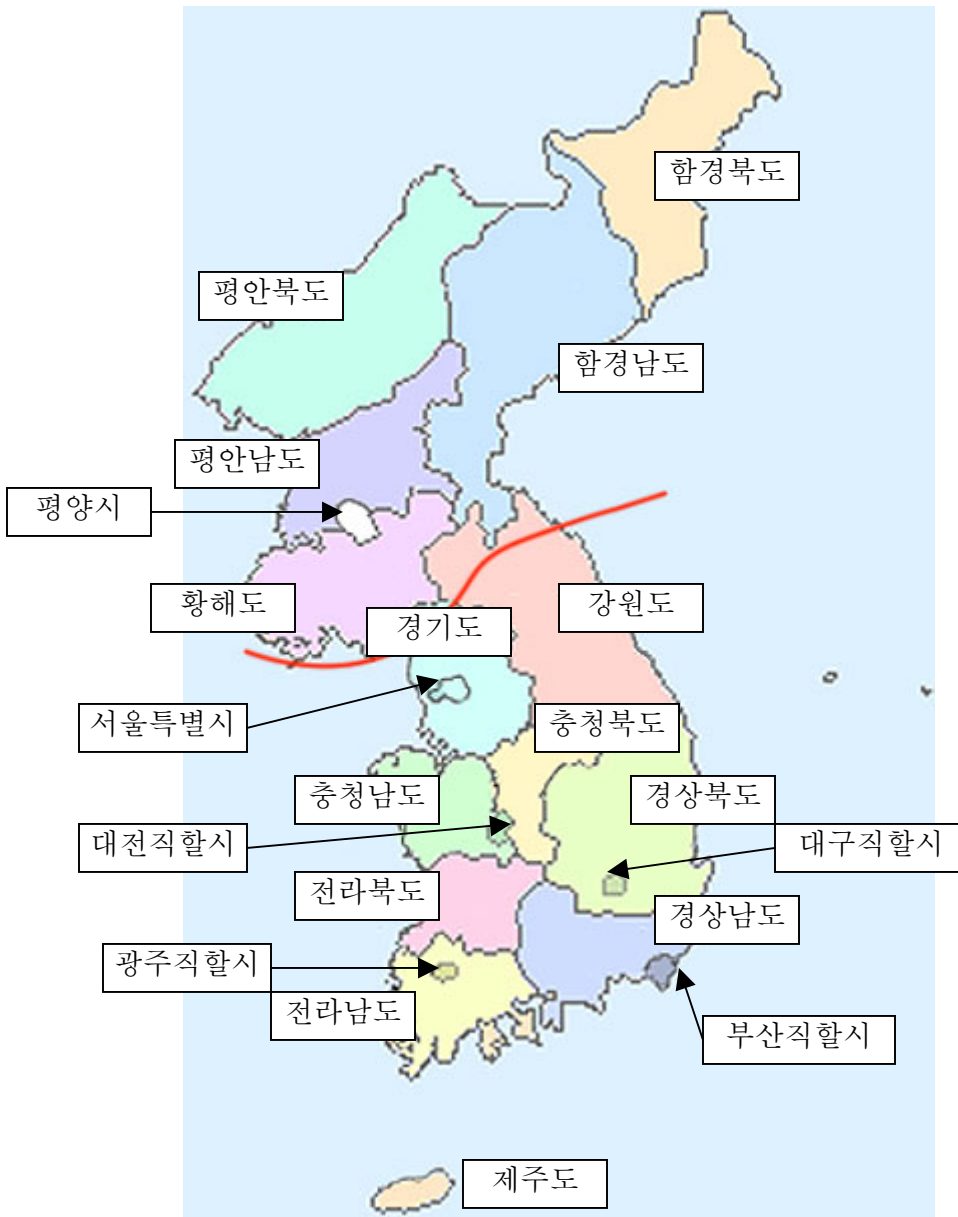 함경북도
평안북도
함경남도
평안남도
평양시
황해도
강원도
경기도
서울특별시
충청북도
충청남도
경상북도
대전직할시
대구직할시
전라북도
경상남도
광주직할시
전라남도
부산직할시
제주도